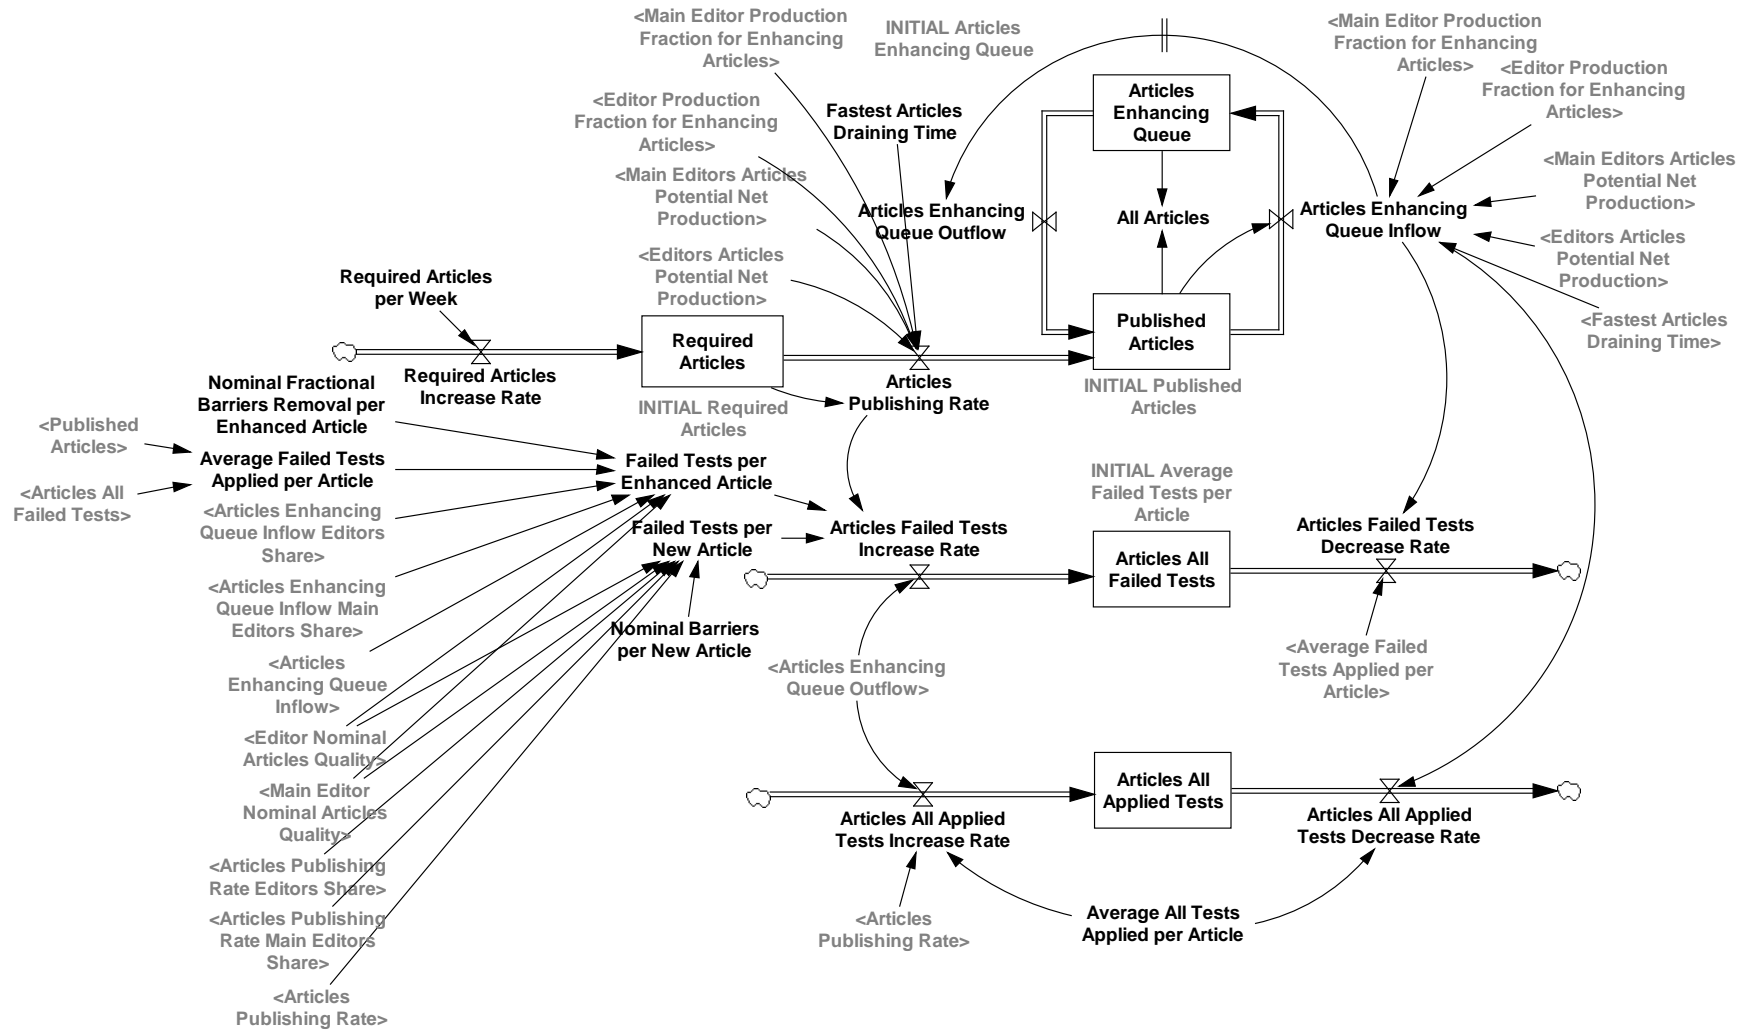 <Main Editor Production
Fraction for Enhancing
Articles>
INITIAL Articles
Enhancing Queue
<Main Editor Production
Fraction for Enhancing
Articles>
<Editor Production
Fraction for Enhancing
Articles>
<Editor Production
Fraction for Enhancing
Articles>
Fastest Articles
Draining Time
Articles
Enhancing
Queue
<Main Editors Articles
Potential Net
Production>
<Main Editors Articles
Potential Net
Production>
Articles Enhancing
Queue Outflow
All Articles
Articles Enhancing
Queue Inflow
<Editors Articles
Potential Net
Production>
<Editors Articles
Potential Net
Production>
Required Articles
per Week
<Fastest Articles
Draining Time>
Required
Articles
Published
Articles
Required Articles
Increase Rate
Articles
Publishing Rate
INITIAL Published
Articles
INITIAL Required
Articles
Nominal Fractional
Barriers Removal per
Enhanced Article
<Published
Articles>
Average Failed Tests
Applied per Article
<Articles All
Failed Tests>
Failed Tests per
Enhanced Article
INITIAL Average
Failed Tests per
Article
<Articles Enhancing
Queue Inflow Editors
Share>
Failed Tests per
New Article
Articles Failed Tests
Increase Rate
Articles Failed Tests
Decrease Rate
Articles All
Failed Tests
<Articles Enhancing
Queue Inflow Main
Editors Share>
Nominal Barriers
per New Article
<Articles
Enhancing Queue
Inflow>
<Articles Enhancing
Queue Outflow>
<Average Failed
Tests Applied per
Article>
<Editor Nominal
Articles Quality>
<Main Editor
Nominal Articles
Quality>
Articles All
Applied Tests
Articles All Applied
Tests Increase Rate
Articles All Applied
Tests Decrease Rate
<Articles Publishing
Rate Editors Share>
<Articles Publishing
Rate Main Editors
Share>
<Articles
Publishing Rate>
Average All Tests
Applied per Article
<Articles
Publishing Rate>